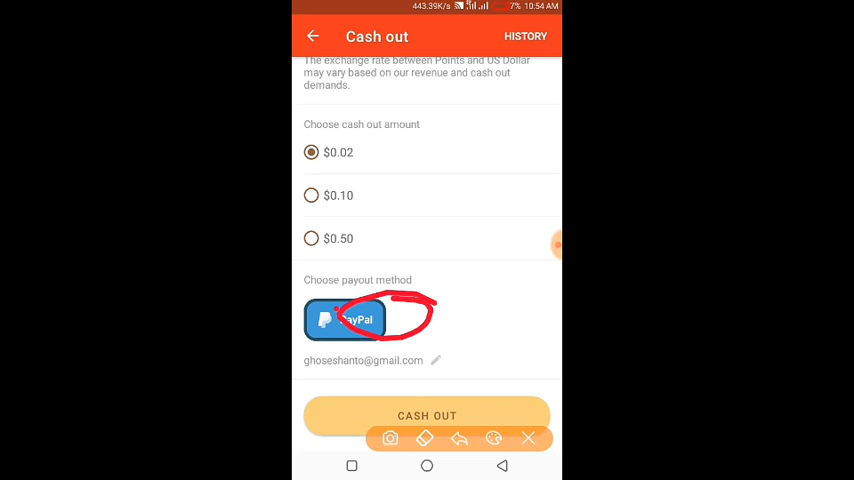 443.39K/s 7% 10:54 AM
Cash out HISTORY
The exchange rate between Points and US Dollar
may vary based on our revenue and cash out
demands.
Choose cash out amount
$0.02
$0.10
$0.50
Choose payout method
PayPal
ghoseshanto@gmail.com
CASH OUT